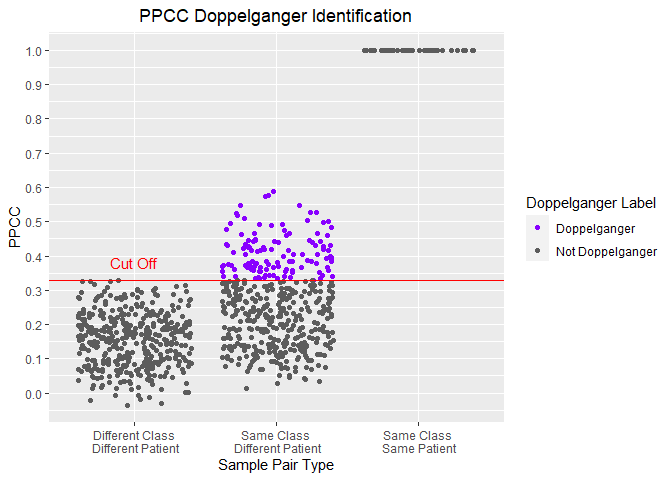 PPCC Doppelganger Identification
1.0
0.9
0.8
0.7
0.6
0.5
0.4
0.3
0.2
0.1
0.0
PPCC
Cut Off
Different Class
Different Patient
Same Class
Different Patient
Same Class
Same Patient
Sample Pair Type
Doppelganger Label
Doppelganger
Not Doppelganger